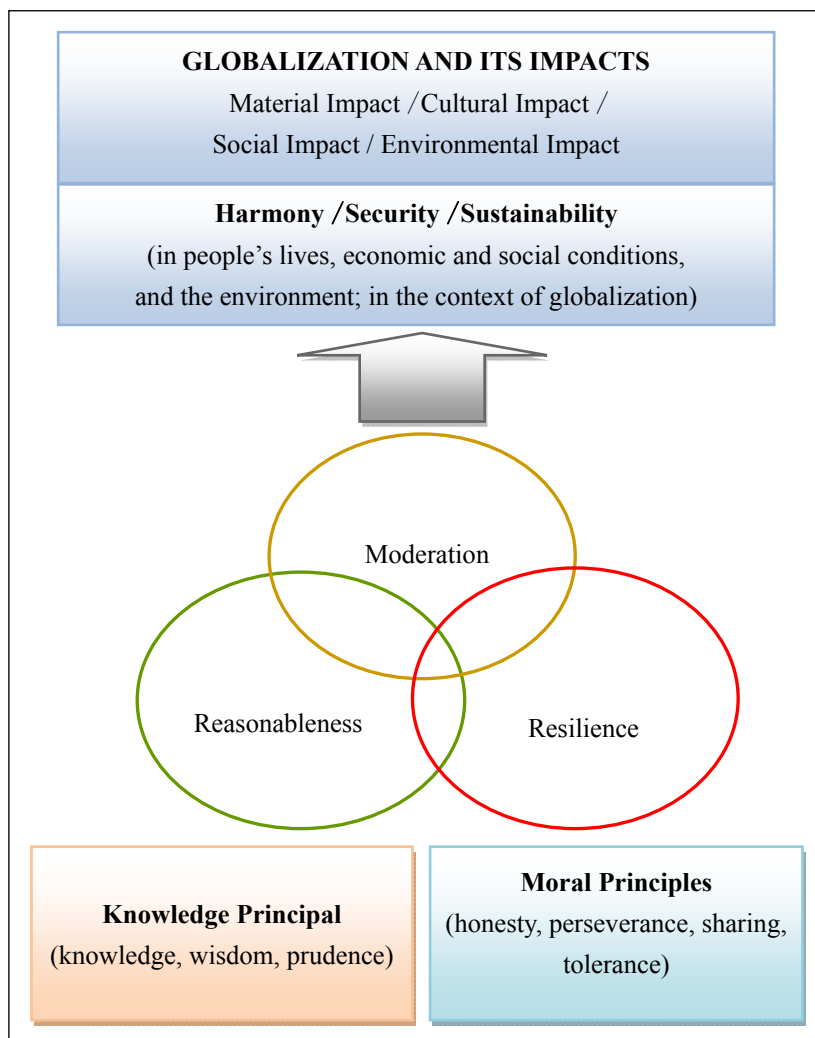 GLOBALIZATION AND ITS IMPACTS
Material Impact /Cultural Impact /
Social Impact / Environmental Impact
Harmony /Security /Sustainability
(in people’s lives, economic and social conditions,
and the environment; in the context of globalization)
Moderation
Reasonableness
Resilience
Knowledge Principal
(knowledge, wisdom, prudence)
Moral Principles
(honesty, perseverance, sharing,
tolerance)